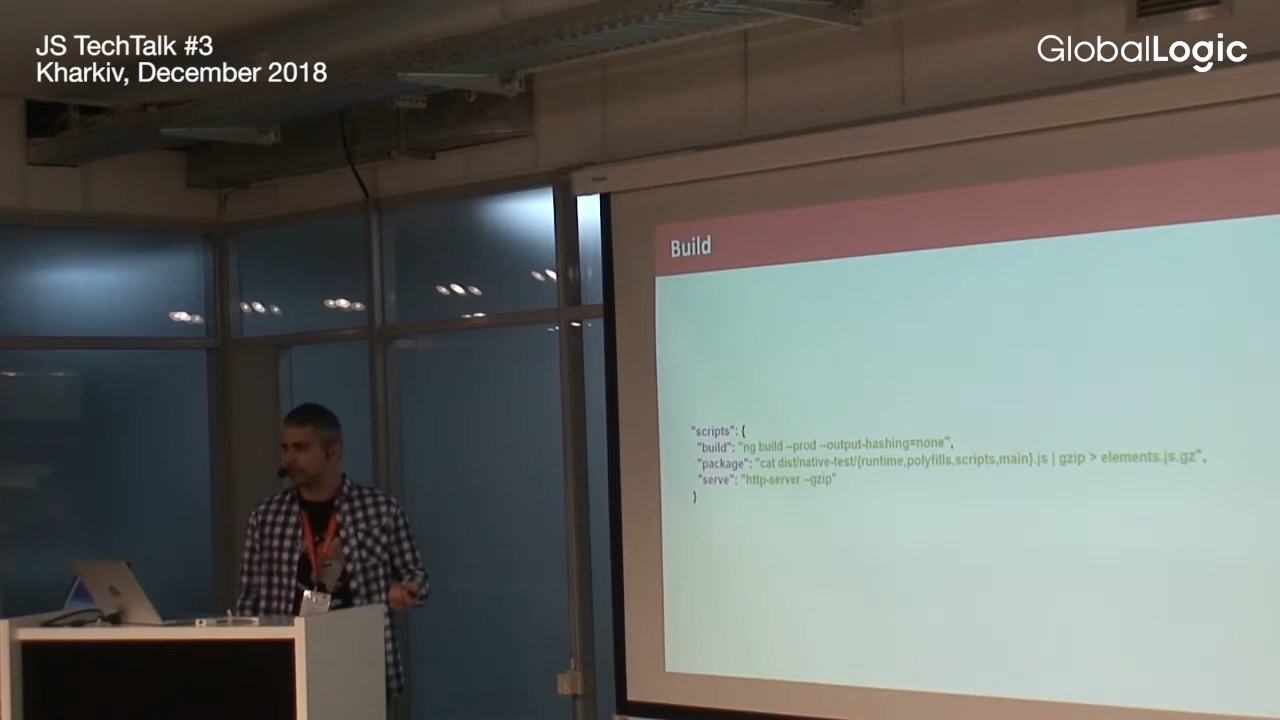 JS TechTalk #3
Kharkiv, December 2018
GlobalLogic
Build
"scripts": {
"build": "ng build --prod --output-hashing=none",
"package": "cat dist/native-test/{runtime,polyfills,scripts,main}.js | gzip > elements.js.gz",
"serve": "http-server --gzip"
}